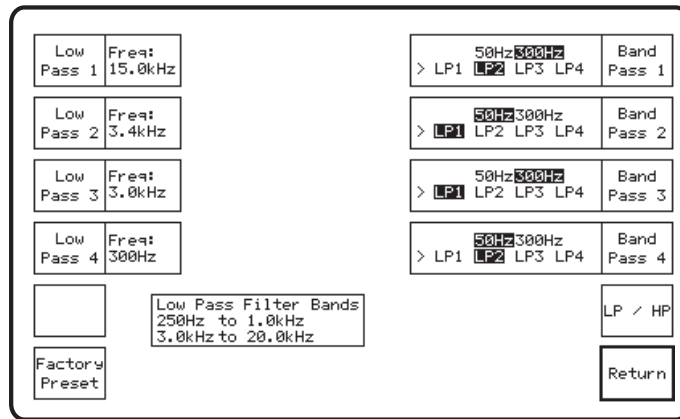 Low Freq:
Pass 1 15.0kHz
50Hz 300Hz Band
> LP1 LP2 LP3 LP4 Pass 1
Low Freq:
Pass 2 3.4kHz
50Hz 300Hz Band
> LP1 LP2 LP3 LP4 Pass 2
Low Freq:
Pass 3 3.0kHz
50Hz 300Hz Band
> LP1 LP2 LP3 LP4 Pass 3
Low Freq:
Pass 4 300Hz
50Hz 300Hz Band
> LP1 LP2 LP3 LP4 Pass 4
Low Pass Filter Bands
250Hz to 1.0kHz
3.0kHz to 20.0kHz
LP / HP
Factory
Preset
Return